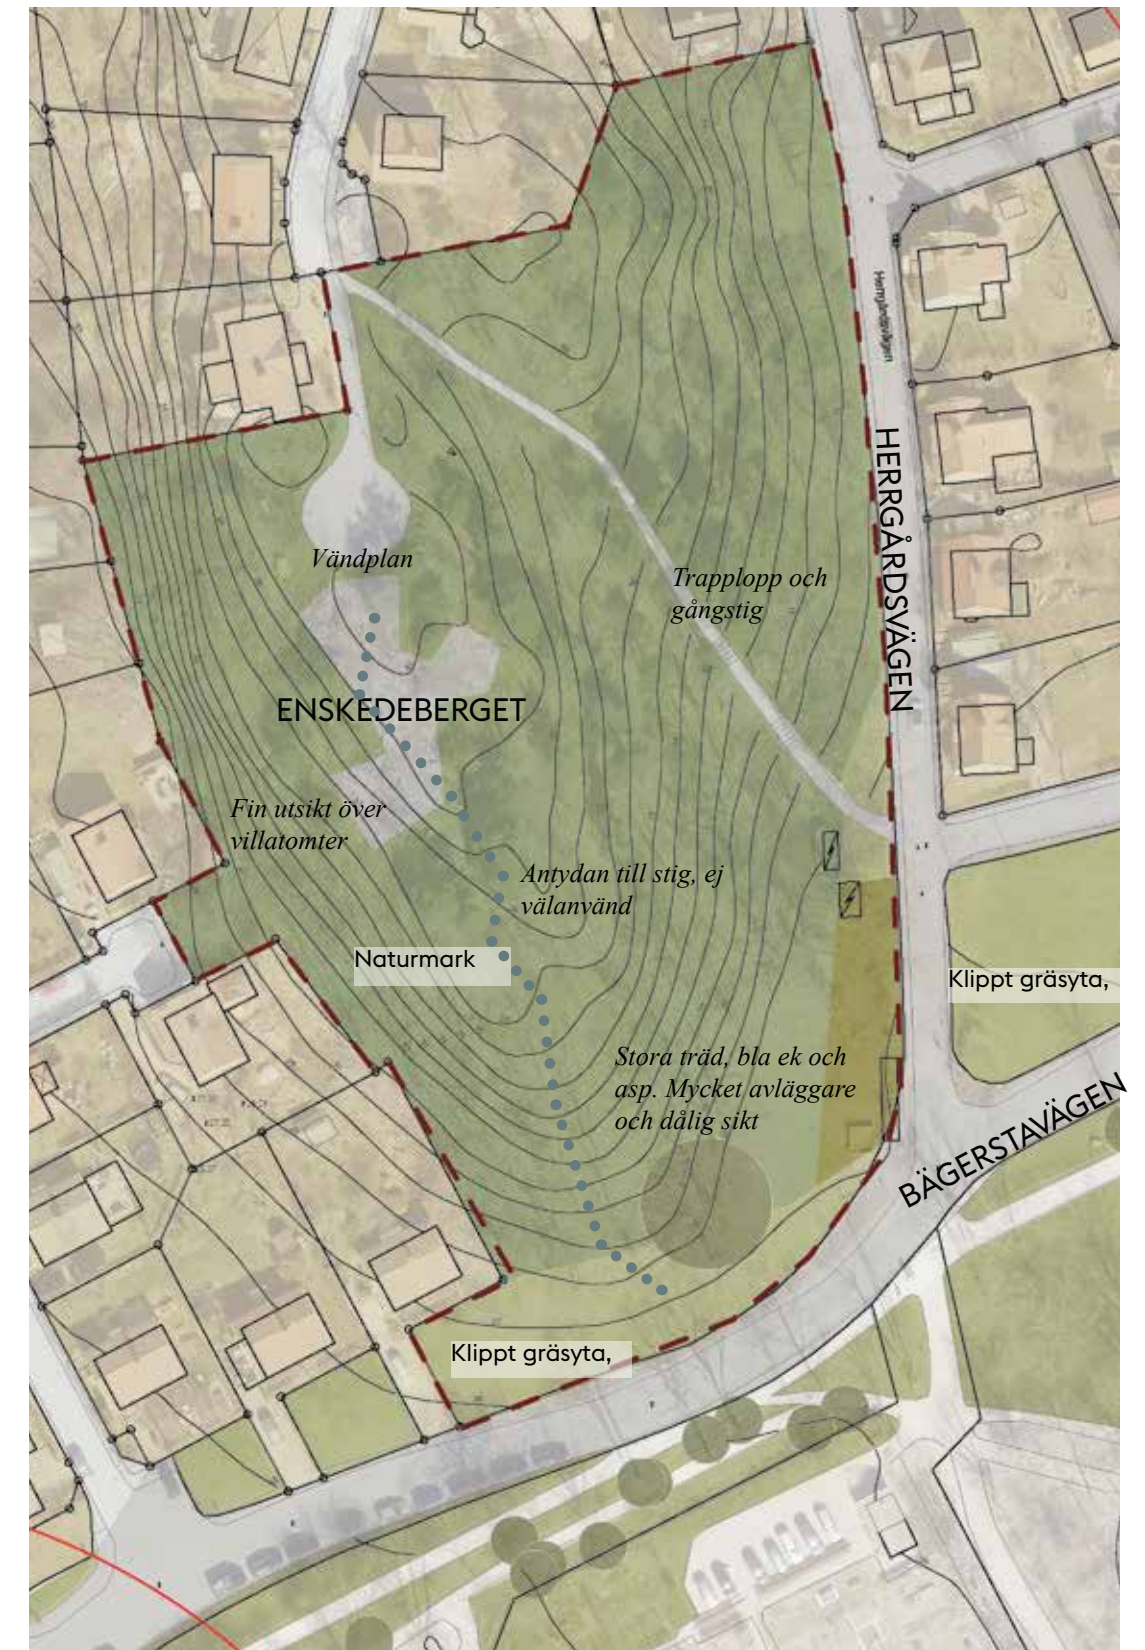 Herrgårdsvägen
HERRGÅRDSVÄGEN
Vändplan
Trapplopp och
gångstig
ENSKEDEBERGET
Fin utsikt över
villatomter
Antydan till stig, ej
välanvänd
Naturmark
Klippt gräsyta,
Stora träd, bla ek och
asp. Mycket avläggare
och dålig sikt
BÄGERSTAVÄGEN
Klippt gräsyta,